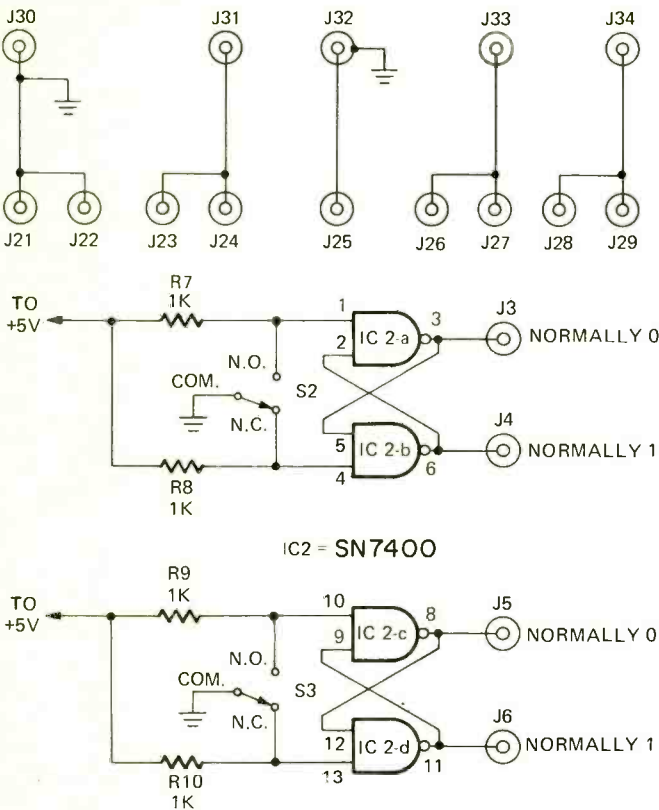 J30 J31 J32 J33 J34
J21 J22 J23 J24 J25 J26 J27 J28 J29
R7
1K
TO
+5V
1
2
IC 2-a
3
J3
NORMALLY 0
N.O.
COM.
S2
N.C.
5
4
IC 2-b
6
J4
NORMALLY 1
R8
1K
IC2 = SN7400
R9
1K
TO
+5V
10
9
IC 2-c
8
J5
NORMALLY 0
N.O.
COM.
S3
N.C.
12
13
IC 2-d
11
J6
NORMALLY 1
R10
1K